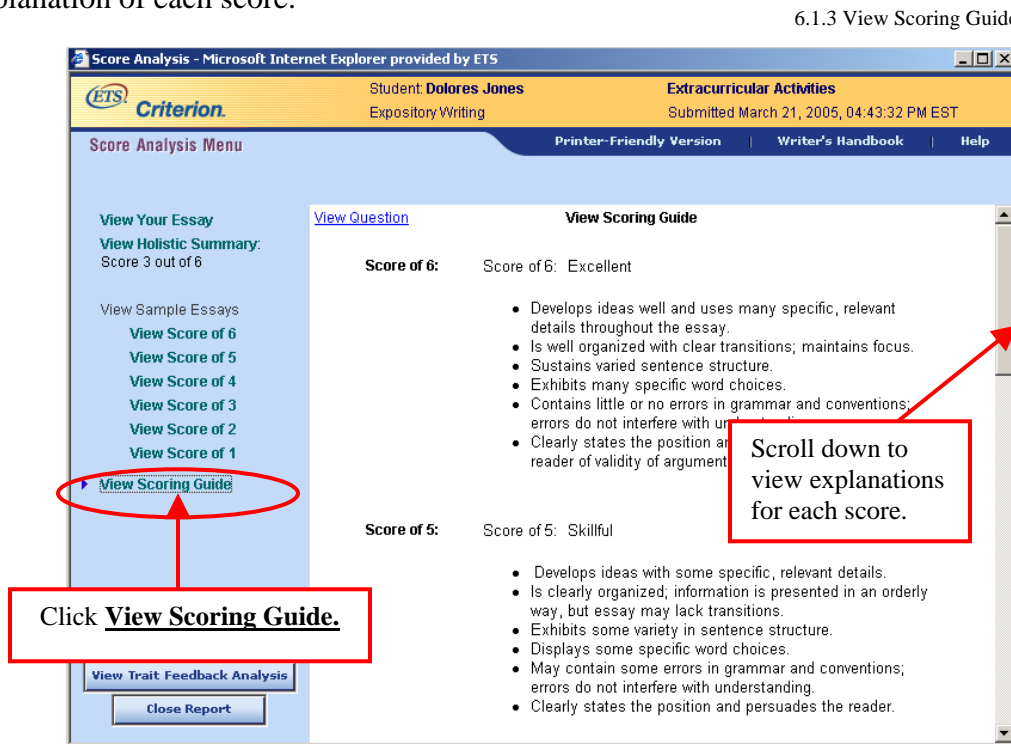 planation of each score.
6.1.3 View Scoring Guide
Score Analysis - Microsoft Internet Explorer provided by ETS
ETS Criterion.
Student: Dolores Jones
Expository Writing
Extracurricular Activities
Submitted March 21, 2005, 04:43:32 PM EST
Score Analysis Menu
Printer-Friendly Version | Writer's Handbook | Help
View Your Essay
View Holistic Summary:
Score 3 out of 6
View Sample Essays
View Score of 6
View Score of 5
View Score of 4
View Score of 3
View Score of 2
View Score of 1
View Scoring Guide
Click View Scoring Guide.
View Trait Feedback Analysis
Close Report
View Question
View Scoring Guide
Score of 6: Score of 6: Excellent
• Develops ideas well and uses many specific, relevant
details throughout the essay.
• Is well organized with clear transitions; maintains focus.
• Sustains varied sentence structure.
• Exhibits many specific word choices.
• Contains little or no errors in grammar and conventions;
errors do not interfere with
• Clearly states the position
reader of validity of argument
Scroll down to
view explanations
for each score.
Score of 5: Score of 5: Skillful
• Develops ideas with some specific, relevant details.
• Is clearly organized; information is presented in an orderly
way, but essay may lack transitions.
• Exhibits some variety in sentence structure.
• Displays some specific word choices.
• May contain some errors in grammar and conventions;
errors do not interfere with understanding.
• Clearly states the position and persuades the reader.